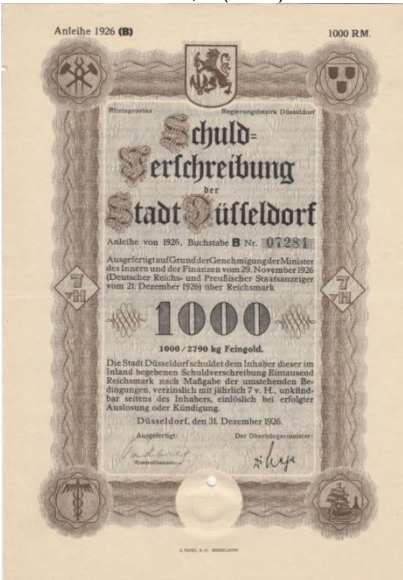 Anleihe 1926 (B) 1000 RM.
Rheinprovinz Regierungsbezirk Düsseldorf
Schuld=
Verschreibung
der
Stadt Düsseldorf
Anleihe von 1926, Buchstabe B Nr. 07281
Ausgefertigt auf Grund der Genehmigung der Minister
des Innern und der Finanzen vom 29. November 1926
(Deutscher Reichs- und Preußischer Staatsanzeiger
vom 21. Dezember 1926) über Reichsmark
7 vH 7 vH
1000
1000/2790 kg Feingold.
Die Stadt Düsseldorf schuldet dem Inhaber dieser im
Inland begebenen Schuldverschreibung Eintausend
Reichsmark nach Maßgabe der umstehenden Be-
dingungen, verzinslich mit jährlich 7 v. H., unkünd-
bar seitens des Inhabers, einlöslich bei erfolgter
Auslosung oder Kündigung.
Düsseldorf, den 31. Dezember 1926.
Ausgefertigt: Der Oberbürgermeister: